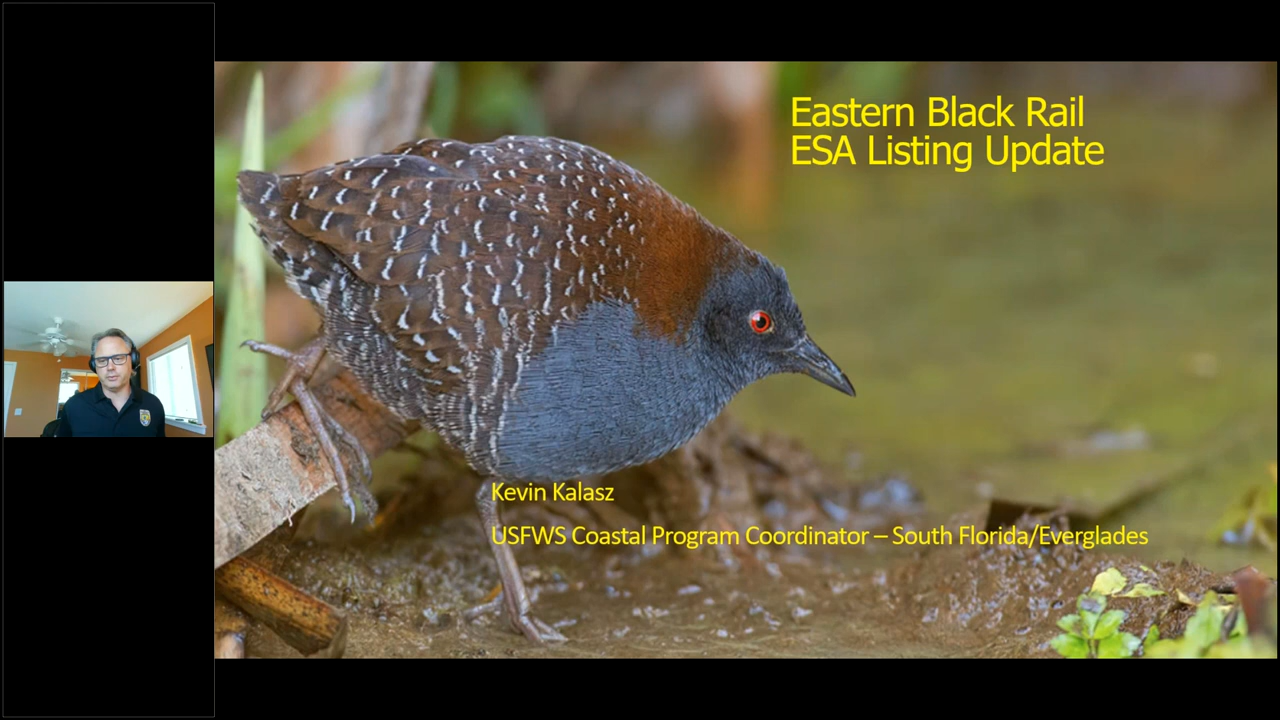 Eastern Black Rail
ESA Listing Update
Kevin Kalasz
USFWS Coastal Program Coordinator – South Florida/Everglades